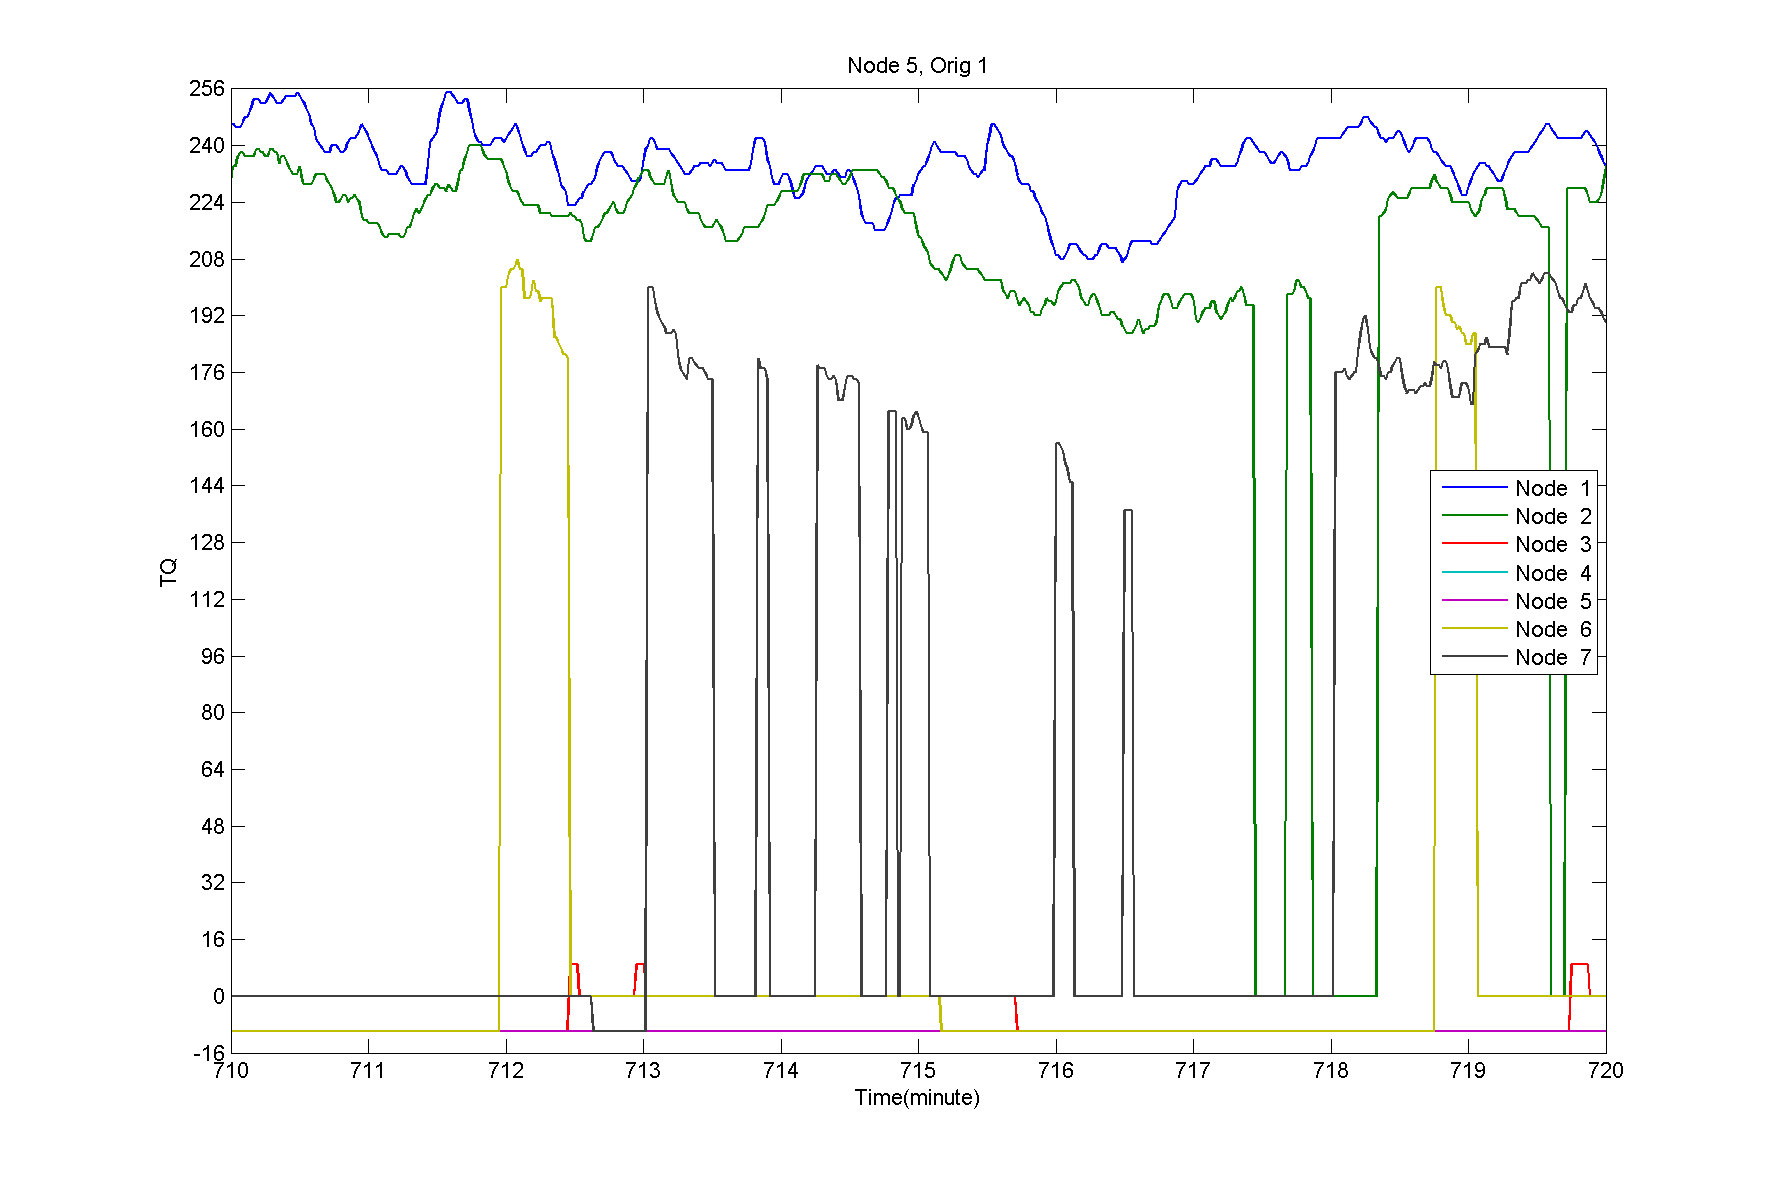 Node 5, Orig 1
256
240
224
208
192
176
160
144
128
112
96
80
64
48
32
16
0
-16
TQ
Node 1
Node 2
Node 3
Node 4
Node 5
Node 6
Node 7
710 711 712 713 714 715 716 717 718 719 720
Time(minute)